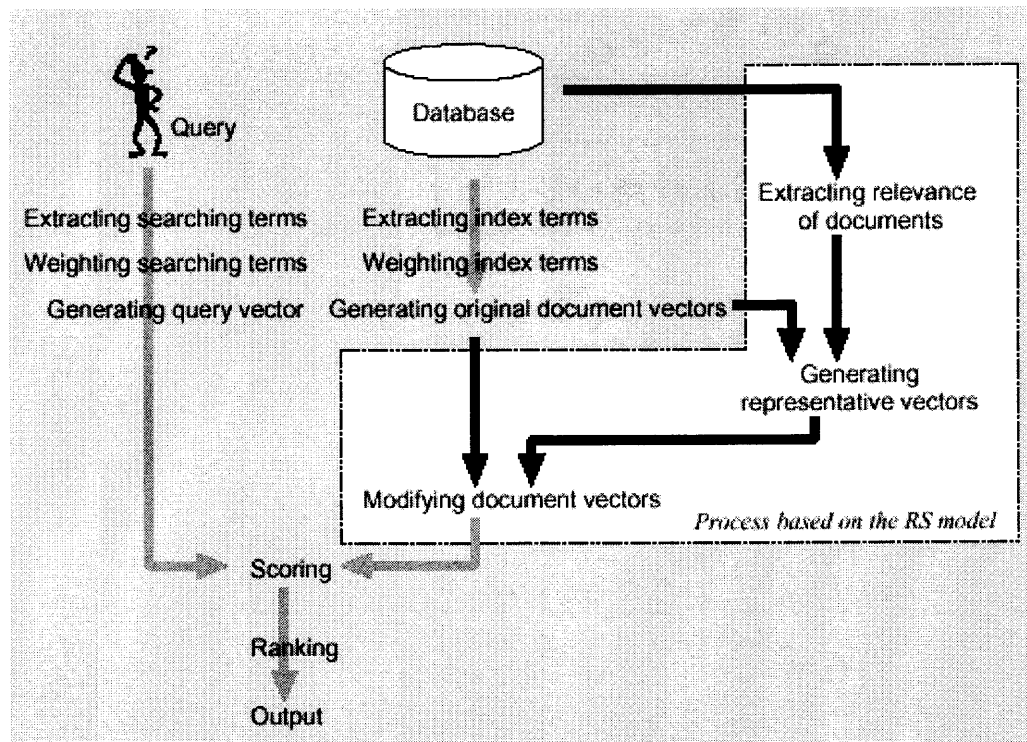 Query
Database
Extracting searching terms
Weighting searching terms
Generating query vector
Extracting index terms
Weighting index terms
Generating original document vectors
Extracting relevance
of documents
Generating
representative vectors
Modifying document vectors
Process based on the RS model
Scoring
Ranking
Output